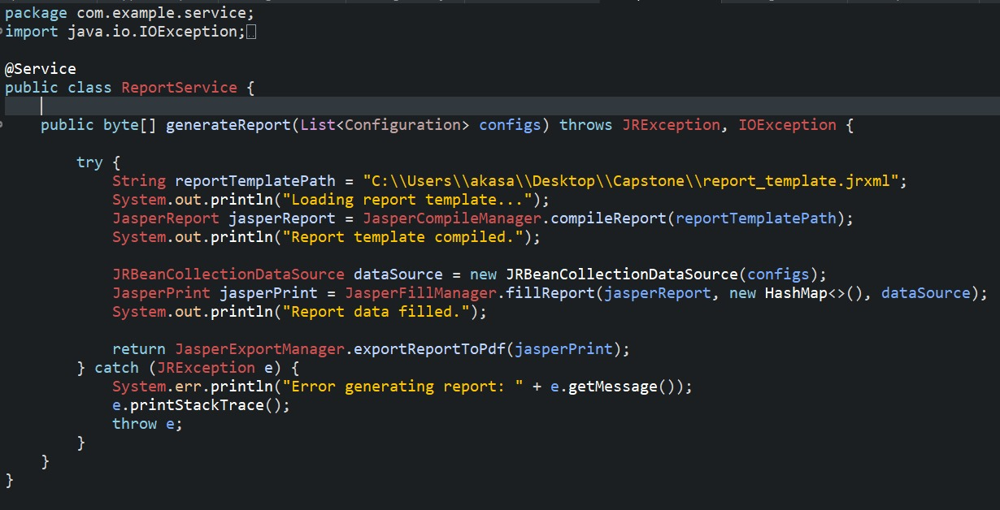 package com.example.service;
import java.io.IOException;
@Service
public class ReportService {
public byte[] generateReport(List<Configuration> configs) throws JRException, IOException {
try {
String reportTemplatePath = "C:\\Users\\akasa\\Desktop\\Capstone\\report_template.jrxml";
System.out.println("Loading report template...");
JasperReport jasperReport = JasperCompileManager.compileReport(reportTemplatePath);
System.out.println("Report template compiled.");
JRBeanCollectionDataSource dataSource = new JRBeanCollectionDataSource(configs);
JasperPrint jasperPrint = JasperFillManager.fillReport(jasperReport, new HashMap<>(), dataSource);
System.out.println("Report data filled.");
return JasperExportManager.exportReportToPdf(jasperPrint);
} catch (JRException e) {
System.err.println("Error generating report: " + e.getMessage());
e.printStackTrace();
throw e;
}
}
}